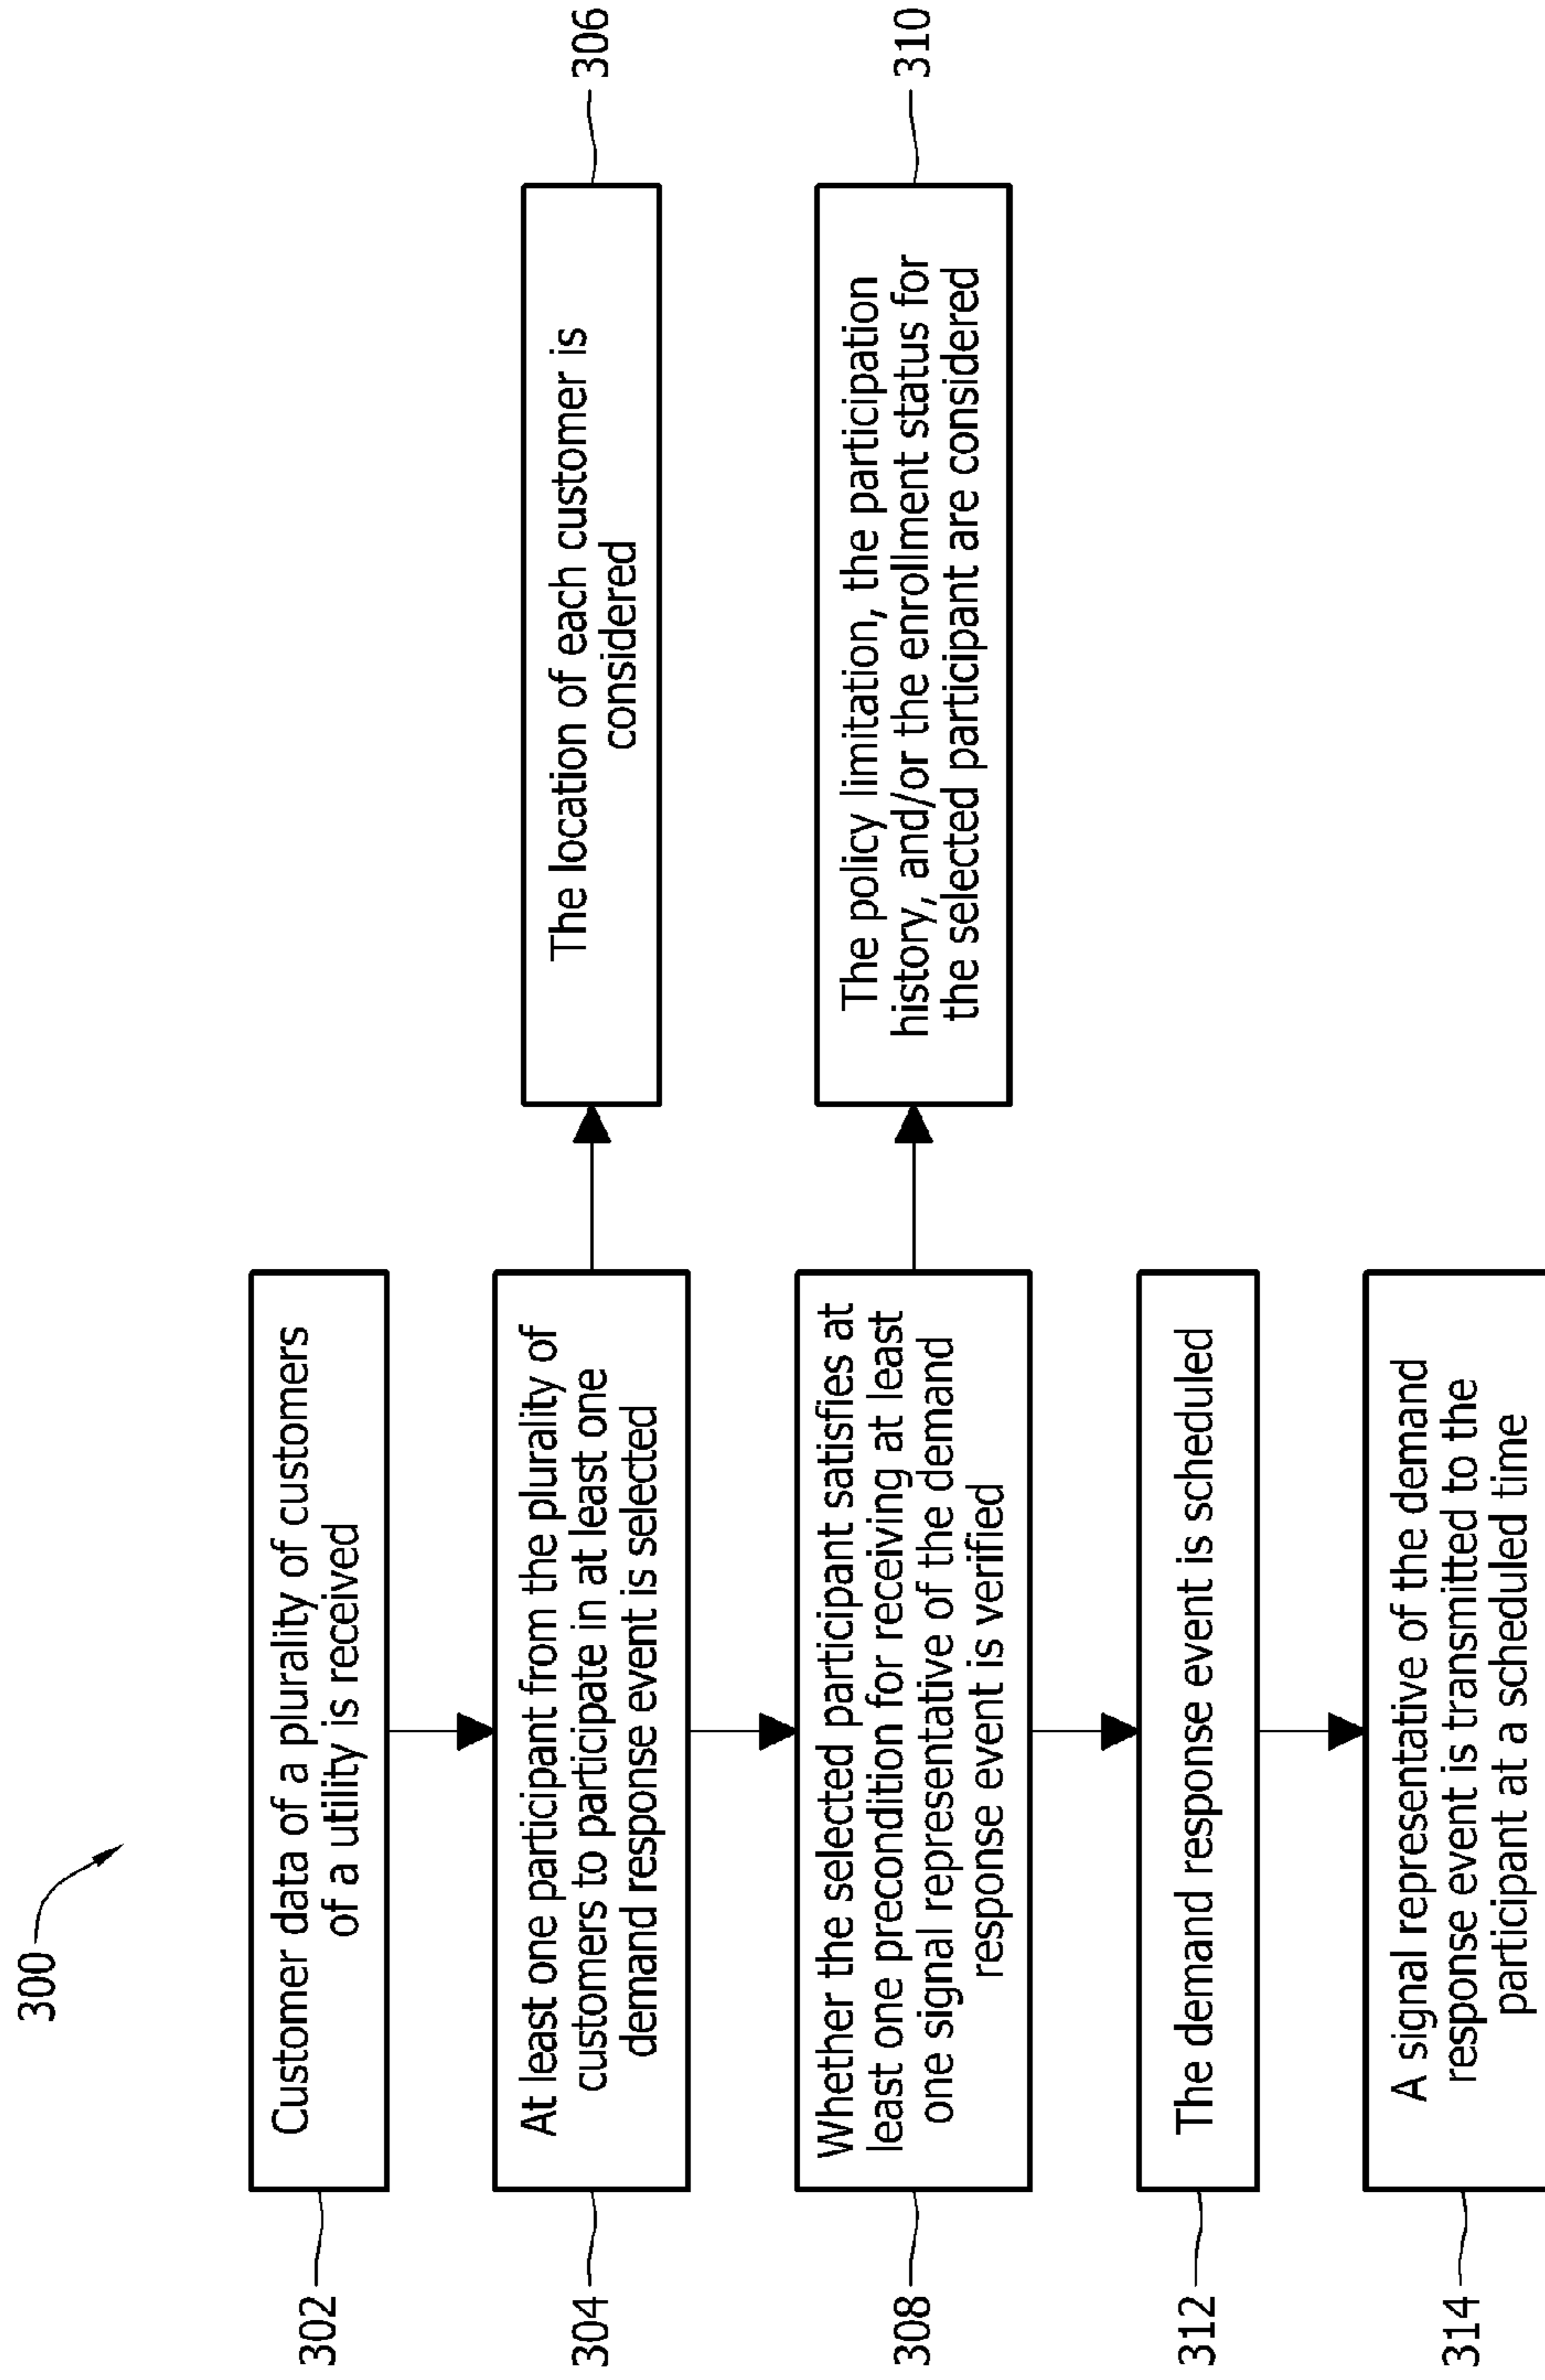 300
302
Customer data of a plurality of customers
of a utility is received
304
At least one participant from the plurality of
customers to participate in at least one
demand response event is selected
306
The location of each customer is
considered
308
Whether the selected participant satisfies at
least one precondition for receiving at least
one signal representative of the demand
response event is verified
310
The policy limitation, the participation
history, and/or the enrollment status for
the selected participant are considered
312
The demand response event is scheduled
314
A signal representative of the demand
response event is transmitted to the
participant at a scheduled time